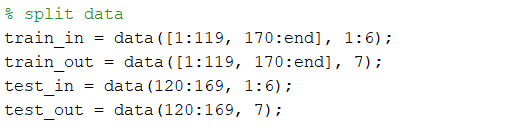 % split data
train_in = data([1:119, 170:end], 1:6);
train_out = data([1:119, 170:end], 7);
test_in = data(120:169, 1:6);
test_out = data(120:169, 7);